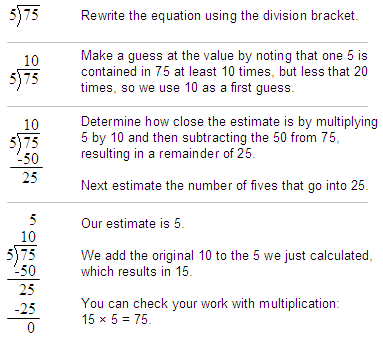 5)75
Rewrite the equation using the division bracket.
10
5)75
Make a guess at the value by noting that one 5 is
contained in 75 at least 10 times, but less that 20
times, so we use 10 as a first guess.
10
5)75
-50
25
Determine how close the estimate is by multiplying
5 by 10 and then subtracting the 50 from 75,
resulting in a remainder of 25.
Next estimate the number of fives that go into 25.
5
10
5)75
-50
25
-25
0
Our estimate is 5.
We add the original 10 to the 5 we just calculated,
which results in 15.
You can check your work with multiplication:
15 × 5 = 75.